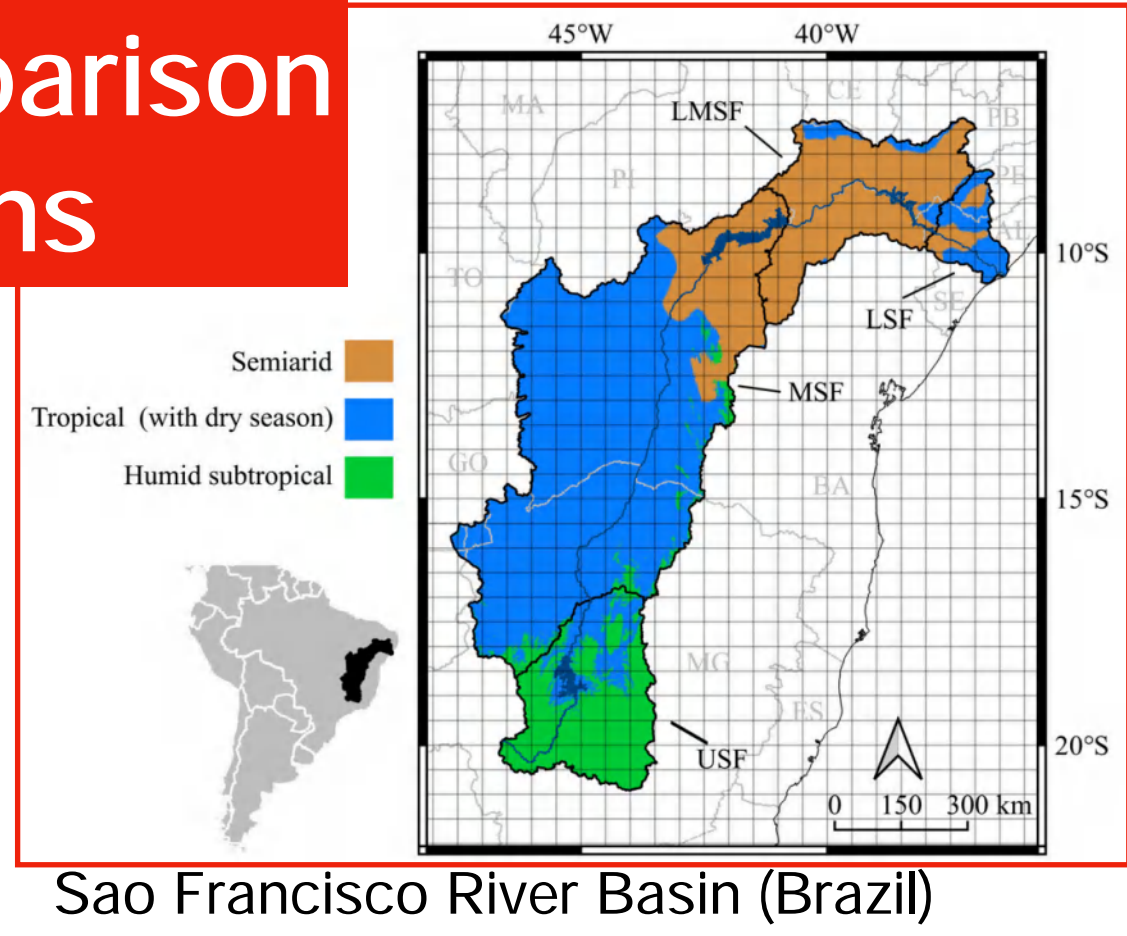 parison
ns
45°W 40°W
MA
CE
LMSF
PB
PI
PE
AL
10°S
TO
SE
LSF
Semiarid
MSF
Tropical (with dry season)
GO
Humid subtropical
BA
15°S
MG
ES
20°S
USF
0 150 300 km
Sao Francisco River Basin (Brazil)